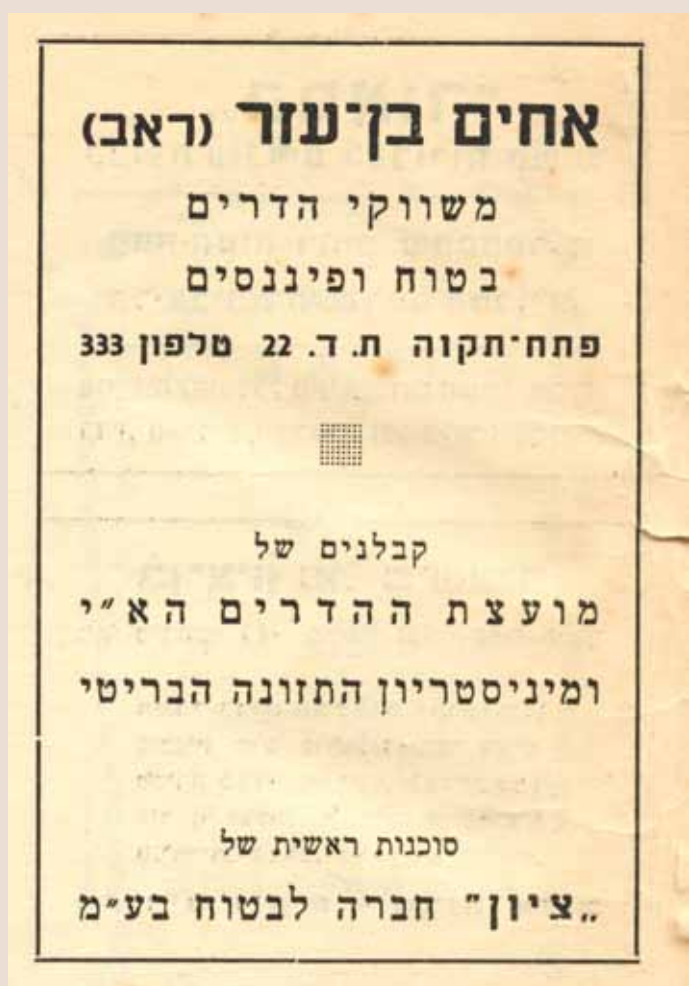 אחים בן־עזר (ראב)
משווקי הדרים
בטוח ופיננסים
פתח־תקוה ת. ד. 22 טלפון 333
קבלנים של
מועצת ההדרים הא״י
ומיניסטריון התזונה הבריטי
סוכנות ראשית של
„ציון״ חברה לבטוח בע״מ